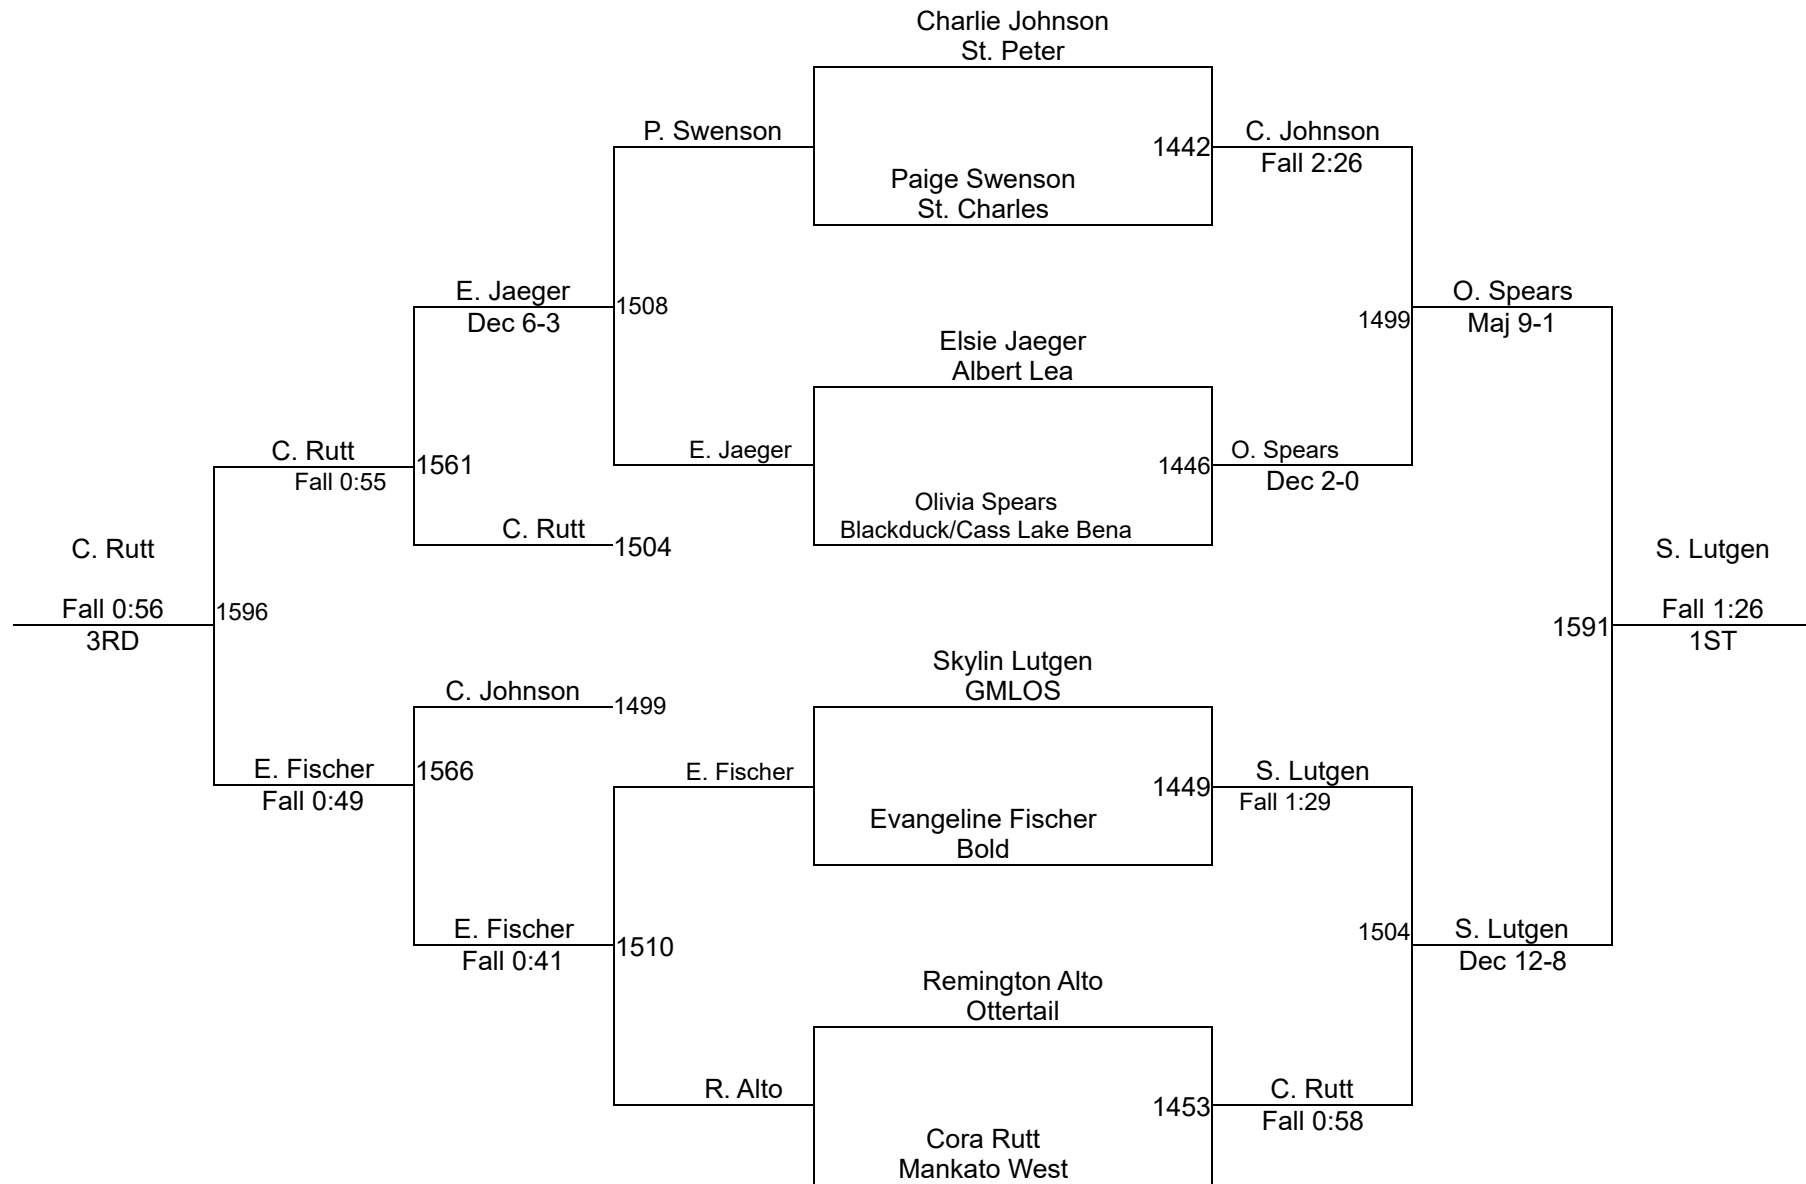 Charlie Johnson
St. Peter
P. Swenson
1442
C. Johnson
Fall 2:26
Paige Swenson
St. Charles
E. Jaeger
Dec 6-3
1508
1499
O. Spears
Maj 9-1
Elsie Jaeger
Albert Lea
C. Rutt
Fall 0:55
1561
E. Jaeger
1446
O. Spears
Dec 2-0
Olivia Spears
Blackduck/Cass Lake Bena
C. Rutt
1504
C. Rutt
Fall 0:56
3RD
1596
S. Lutgen
Fall 1:26
1ST
1591
Skylin Lutgen
GMLOS
C. Johnson
1499
E. Fischer
Fall 0:49
1566
E. Fischer
1449
S. Lutgen
Fall 1:29
Evangeline Fischer
Bold
E. Fischer
Fall 0:41
1510
1504
S. Lutgen
Dec 12-8
Remington Alto
Ottertail
R. Alto
1453
C. Rutt
Fall 0:58
Cora Rutt
Mankato West